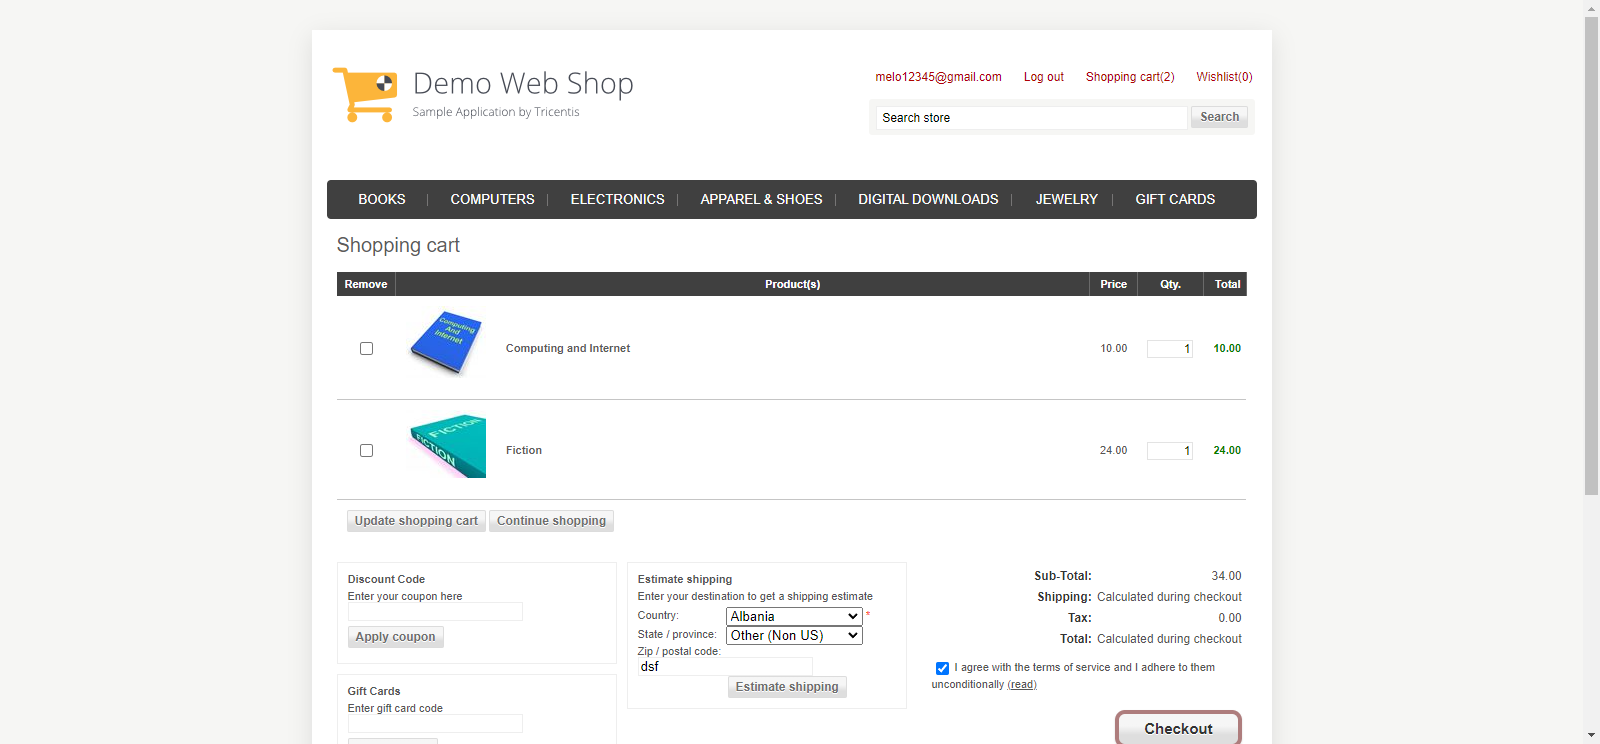 Demo Web Shop
Sample Application by Tricentis
melo12345@gmail.com Log out Shopping cart(2) Wishlist(0)
Search store Search
BOOKS COMPUTERS ELECTRONICS APPAREL & SHOES DIGITAL DOWNLOADS JEWELRY GIFT CARDS
Shopping cart
Remove Product(s) Price Qty. Total
Computing
And
Internet
Computing and Internet 10.00 1 10.00
FICTION
FICTION
Fiction 24.00 1 24.00
Update shopping cart Continue shopping
Discount Code
Enter your coupon here
Apply coupon
Gift Cards
Enter gift card code
Estimate shipping
Enter your destination to get a shipping estimate
Country: Albania *
State / province: Other (Non US)
Zip / postal code:
dsf
Estimate shipping
Sub-Total: 34.00
Shipping: Calculated during checkout
Tax: 0.00
Total: Calculated during checkout
I agree with the terms of service and I adhere to them
unconditionally (read)
Checkout